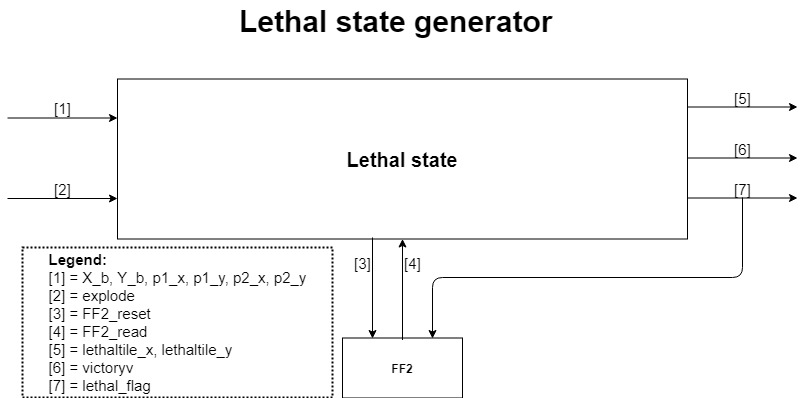 Lethal state generator
[1]
[5]
[6]
Lethal state
[2]
[7]
[3]
[4]
Legend:
[1] = X_b, Y_b, p1_x, p1_y, p2_x, p2_y
[2] = explode
[3] = FF2_reset
[4] = FF2_read
[5] = lethaltile_x, lethaltile_y
[6] = victoryv
[7] = lethal_flag
FF2